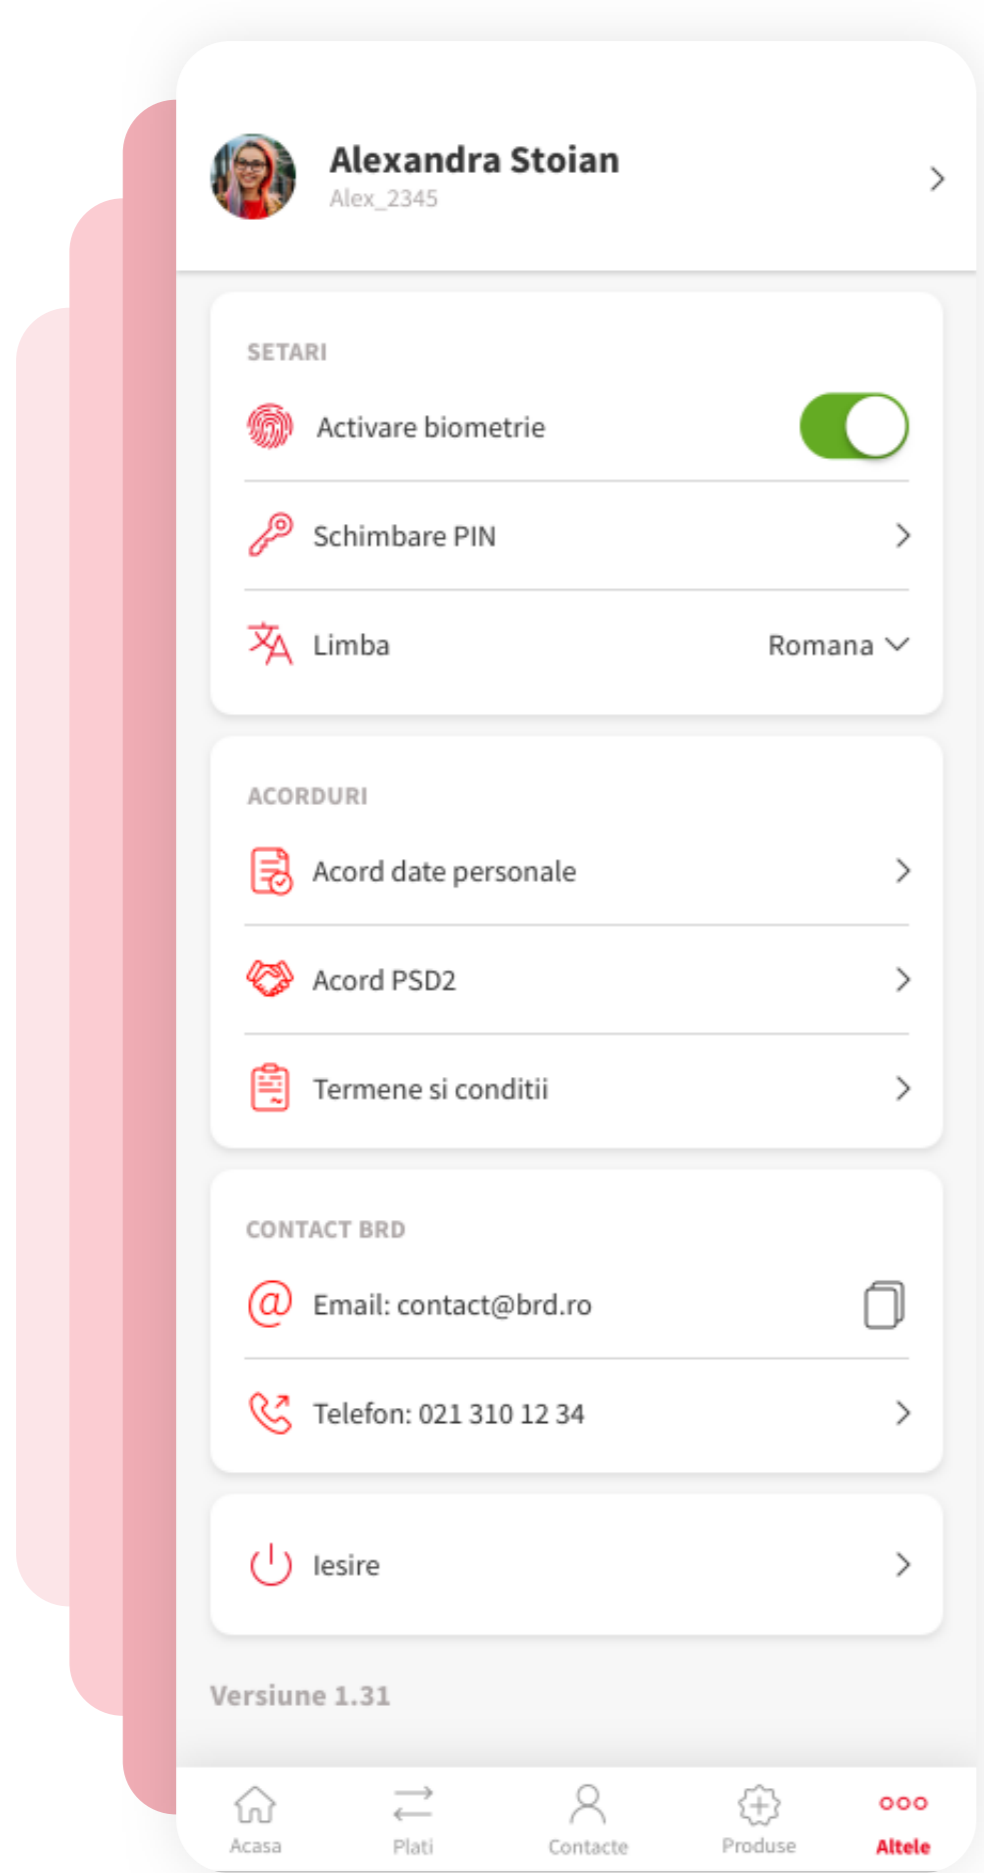 Alexandra Stoian
Alex_2345
SETARI
Activare biometrie
Schimbare PIN
Limba Romana
ACORDURI
Acord date personale
Acord PSD2
Termene si conditii
CONTACT BRD
Email: contact@brd.ro
Telefon: 021 310 12 34
Iesire
Versiune 1.31
Acasa Plati Contacte Produse Altele